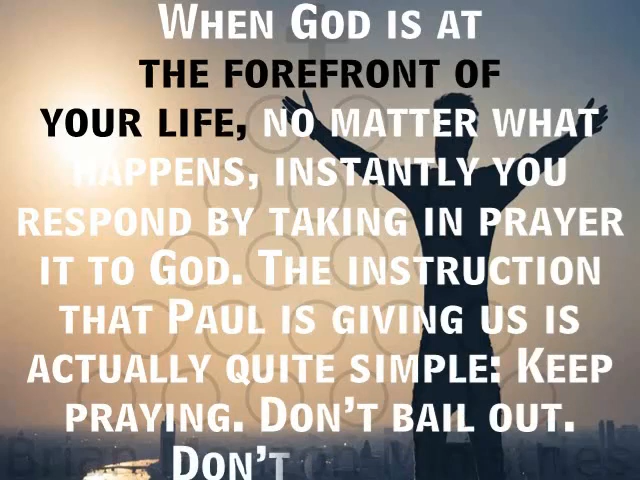 When God is at
the forefront of
your life, no matter what
happens, instantly you
respond by taking in prayer
it to God. The instruction
that Paul is giving us is
actually quite simple: Keep
praying. Don't bail out.
Don't